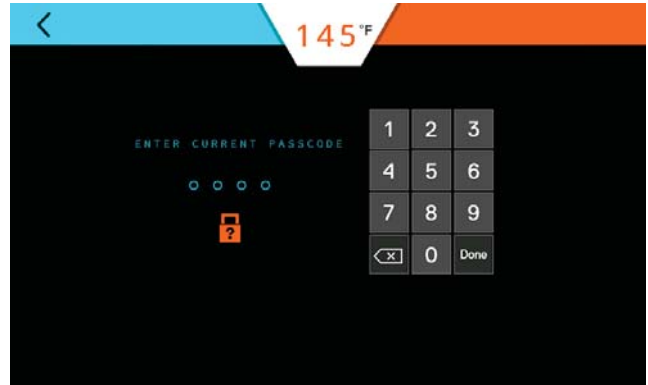 145°F
ENTER CURRENT PASSCODE
1 2 3
4 5 6
7 8 9
?
0 Done